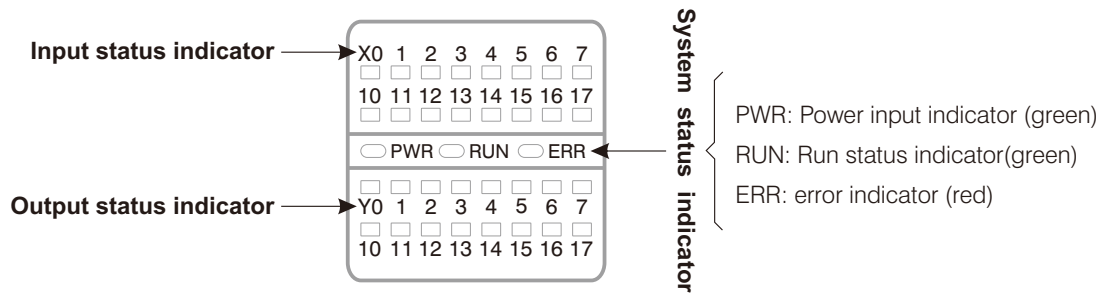 Input status indicator
X0 1 2 3 4 5 6 7
10 11 12 13 14 15 16 17
PWR RUN ERR
Output status indicator
Y0 1 2 3 4 5 6 7
10 11 12 13 14 15 16 17
System status indicator
PWR: Power input indicator (green)
RUN: Run status indicator(green)
ERR: error indicator (red)